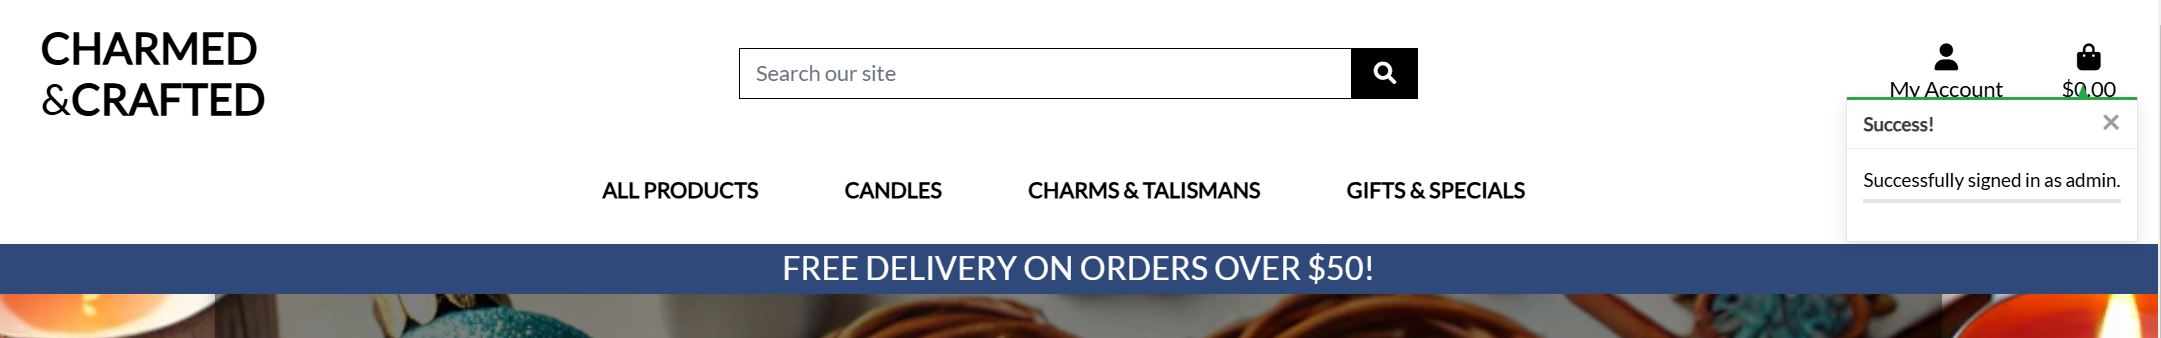 CHARMED
&CRAFTED
Search our site
My Account
$0.00
Success!
Successfully signed in as admin.
ALL PRODUCTS
CANDLES
CHARMS & TALISMANS
GIFTS & SPECIALS
FREE DELIVERY ON ORDERS OVER $50!